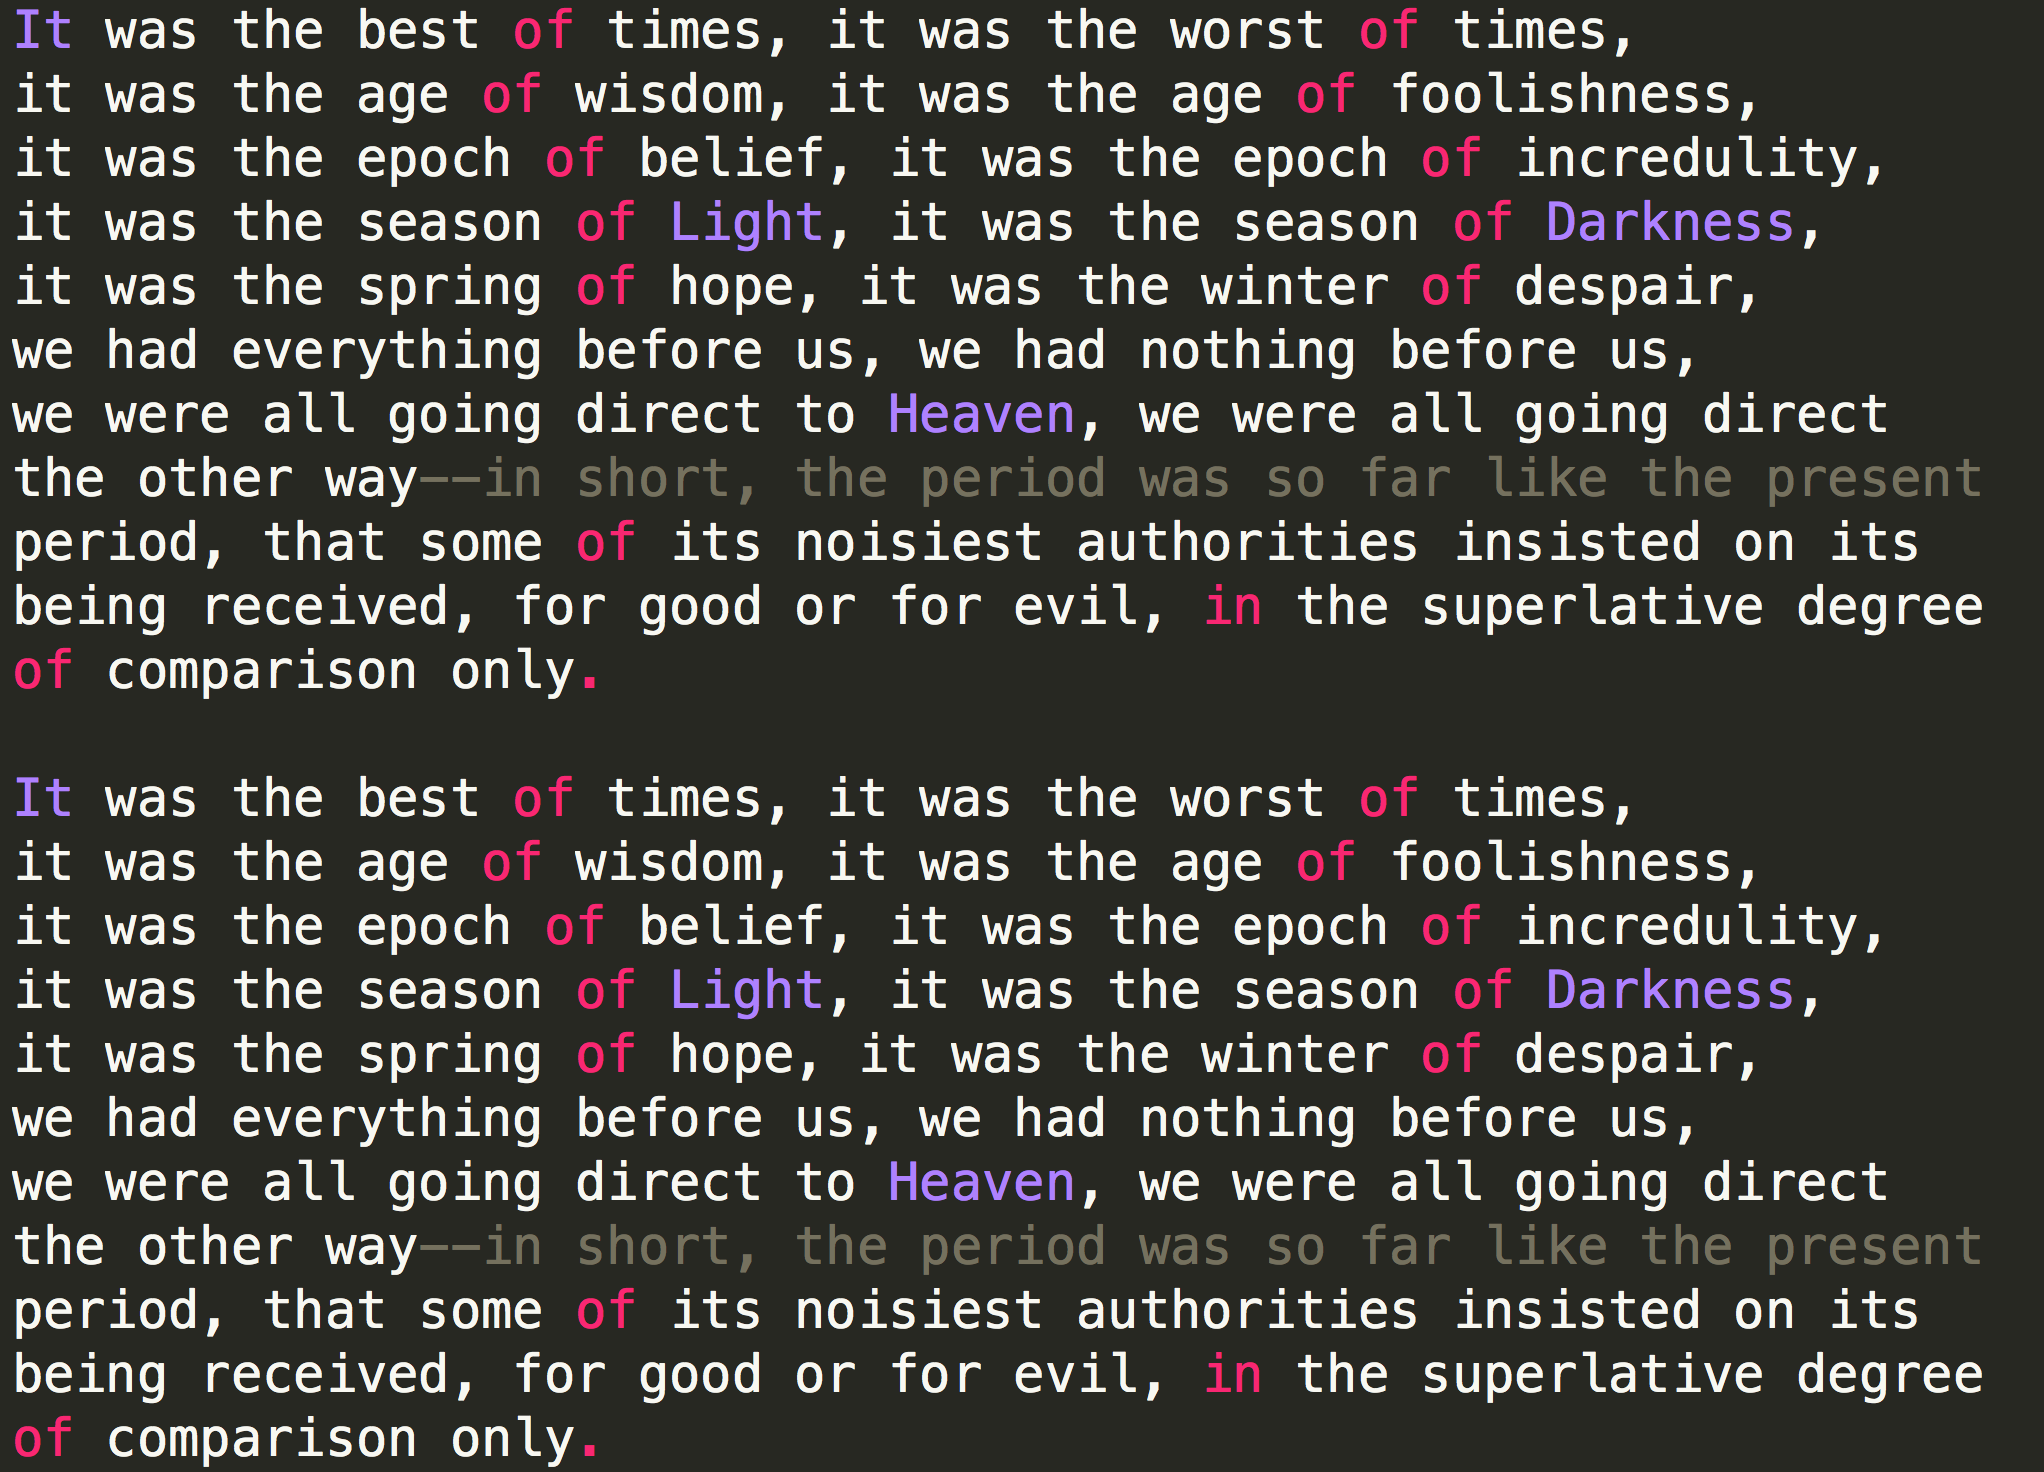 It was the best of times, it was the worst of times,
it was the age of wisdom, it was the age of foolishness,
it was the epoch of belief, it was the epoch of incredulity,
it was the season of Light, it was the season of Darkness,
it was the spring of hope, it was the winter of despair,
we had everything before us, we had nothing before us,
we were all going direct to Heaven, we were all going direct
the other way--in short, the period was so far like the present
period, that some of its noisiest authorities insisted on its
being received, for good or for evil, in the superlative degree
of comparison only.

It was the best of times, it was the worst of times,
it was the age of wisdom, it was the age of foolishness,
it was the epoch of belief, it was the epoch of incredulity,
it was the season of Light, it was the season of Darkness,
it was the spring of hope, it was the winter of despair,
we had everything before us, we had nothing before us,
we were all going direct to Heaven, we were all going direct
the other way--in short, the period was so far like the present
period, that some of its noisiest authorities insisted on its
being received, for good or for evil, in the superlative degree
of comparison only.